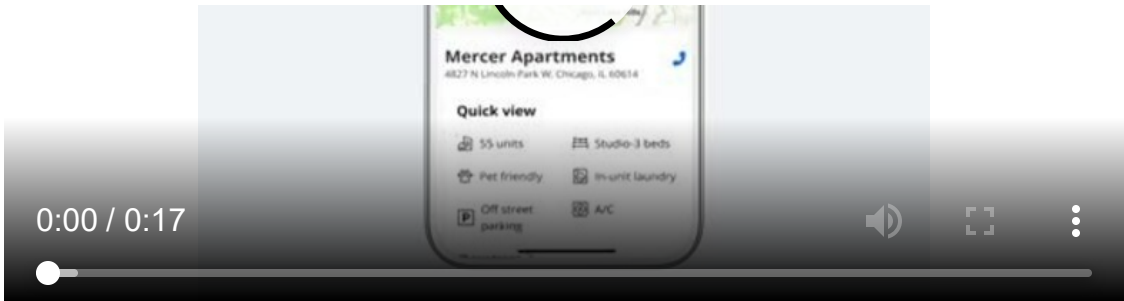 Mercer Apartments
4827 N Lincoln Park W, Chicago, IL 60614
Quick view
55 units
Studio-3 beds
Pet friendly
In-unit laundry
P
Off street
parking
A/C
0:00 / 0:17